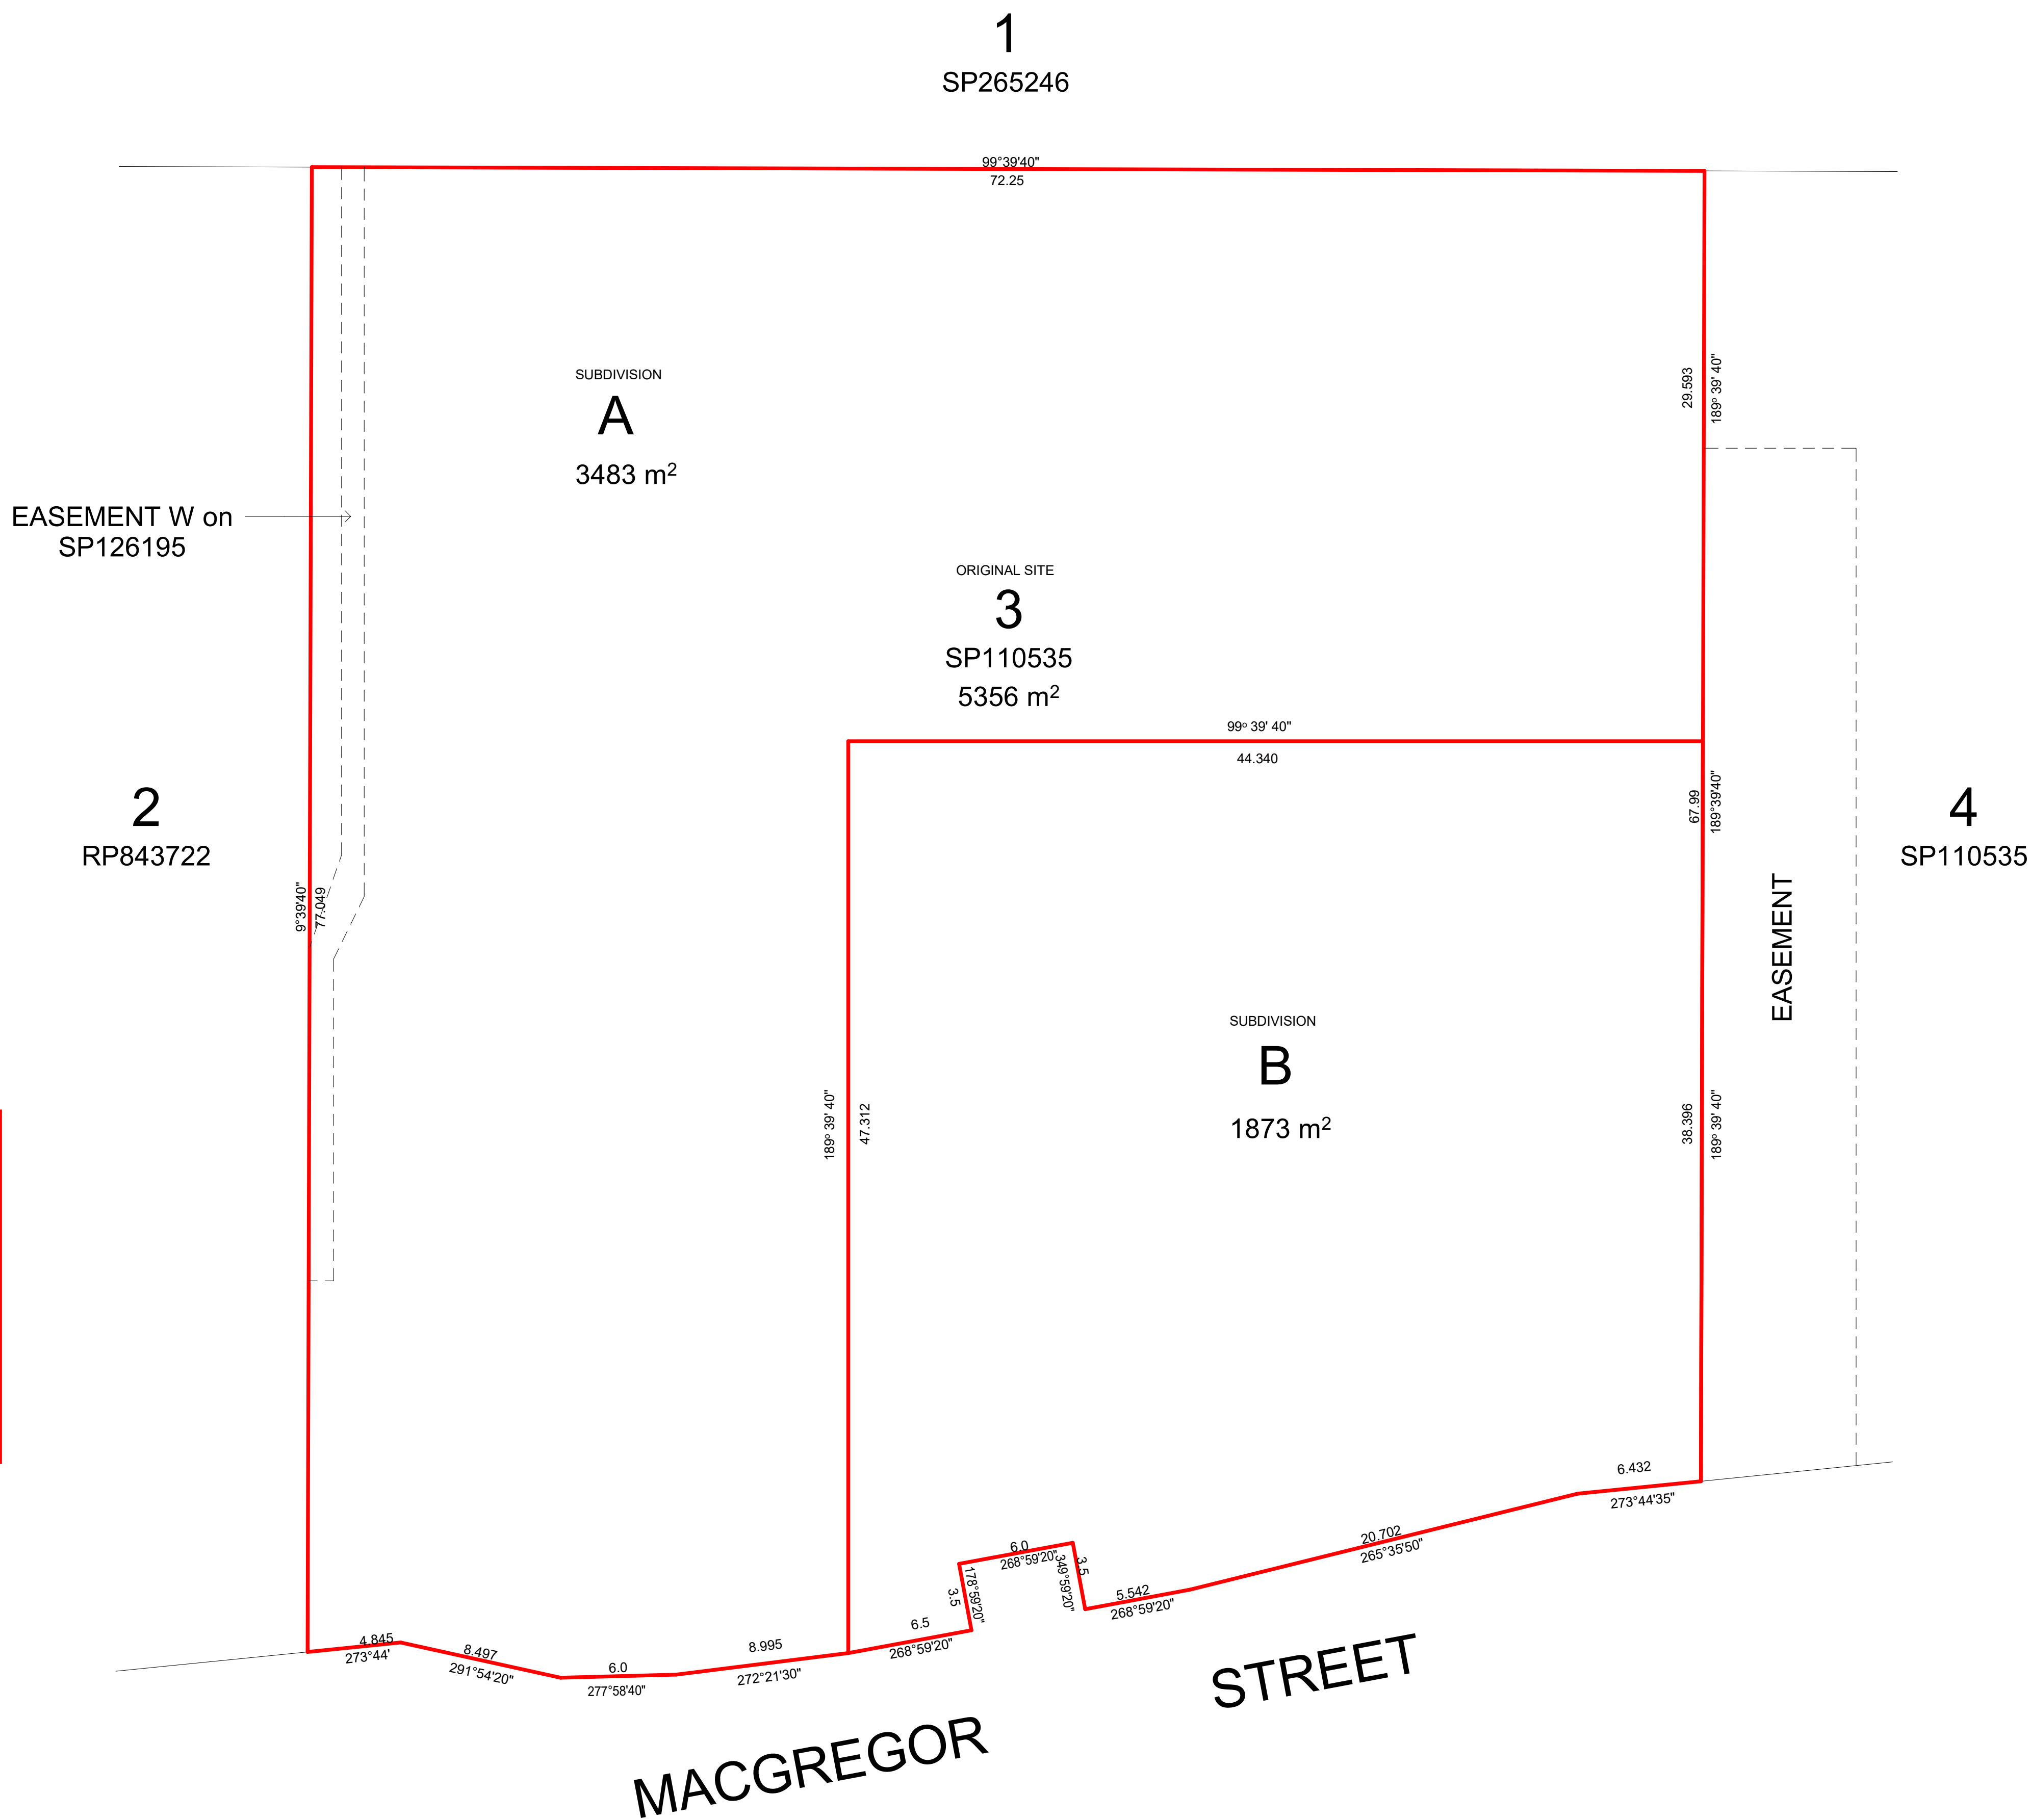 1
SP265246
99°39'40"
72.25
SUBDIVISION
A
3483 m²
29.593
189º 39' 40"
EASEMENT W on
SP126195
ORIGINAL SITE
3
SP110535
5356 m²
99º 39' 40"
44.340
2
RP843722
67.99
189°39'40"
4
SP110535
9°39'40"
77.049
EASEMENT
SUBDIVISION
B
1873 m²
189º 39' 40"
47.312
38.396
189º 39' 40"
6.432
273°44'35"
20.702
265°35'50"
6.0
268°59'20"
3.5
349°59'20"
178°59'20"
3.5
5.542
268°59'20"
6.5
268°59'20"
4.845
273°44'
8.497
291°54'20"
6.0
277°58'40"
8.995
272°21'30"
MACGREGOR STREET